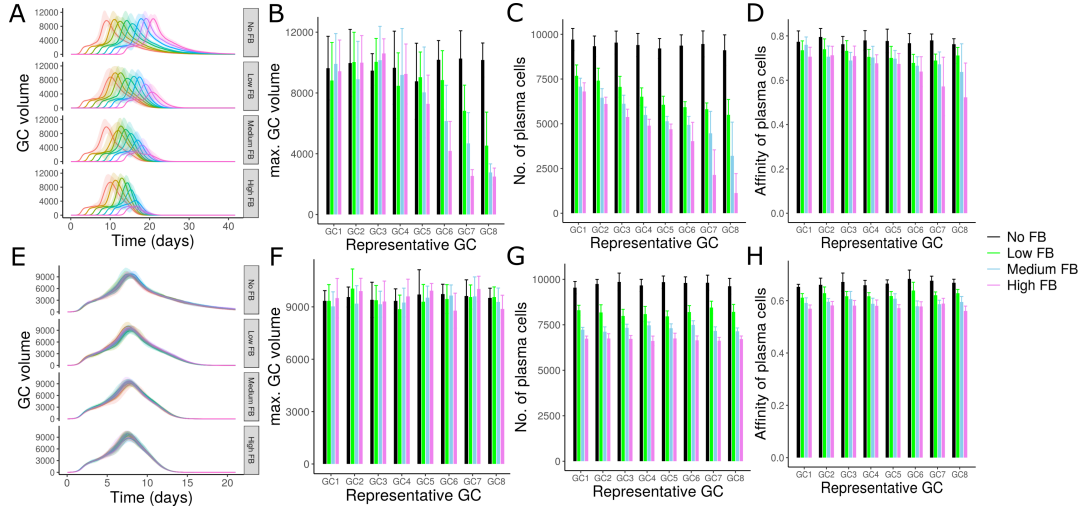 A
GC volume
12000
8000
4000
0
No FB
12000
8000
4000
0
Low FB
12000
8000
4000
0
Medium FB
12000
8000
4000
0
High FB
0 10 20 30 40
Time (days)
B
max. GC volume
12000
8000
4000
0
GC1 GC2 GC3 GC4 GC5 GC6 GC7 GC8
Representative GC
C
No. of plasma cells
10000
7500
5000
2500
0
GC1 GC2 GC3 GC4 GC5 GC6 GC7 GC8
Representative GC
D
Affinity of plasma cells
0.8
0.6
0.4
0.2
0.0
GC1 GC2 GC3 GC4 GC5 GC6 GC7 GC8
Representative GC
E
GC volume
9000
6000
3000
0
No FB
9000
6000
3000
0
Low FB
9000
6000
3000
0
Medium FB
9000
6000
3000
0
High FB
0 5 10 15 20
Time (days)
F
max. GC volume
9000
6000
3000
0
GC1 GC2 GC3 GC4 GC5 GC6 GC7 GC8
Representative GC
G
No. of plasma cells
10000
7500
5000
2500
0
GC1 GC2 GC3 GC4 GC5 GC6 GC7 GC8
Representative GC
H
Affinity of plasma cells
0.6
0.4
0.2
0.0
GC1 GC2 GC3 GC4 GC5 GC6 GC7 GC8
Representative GC
No FB
Low FB
Medium FB
High FB